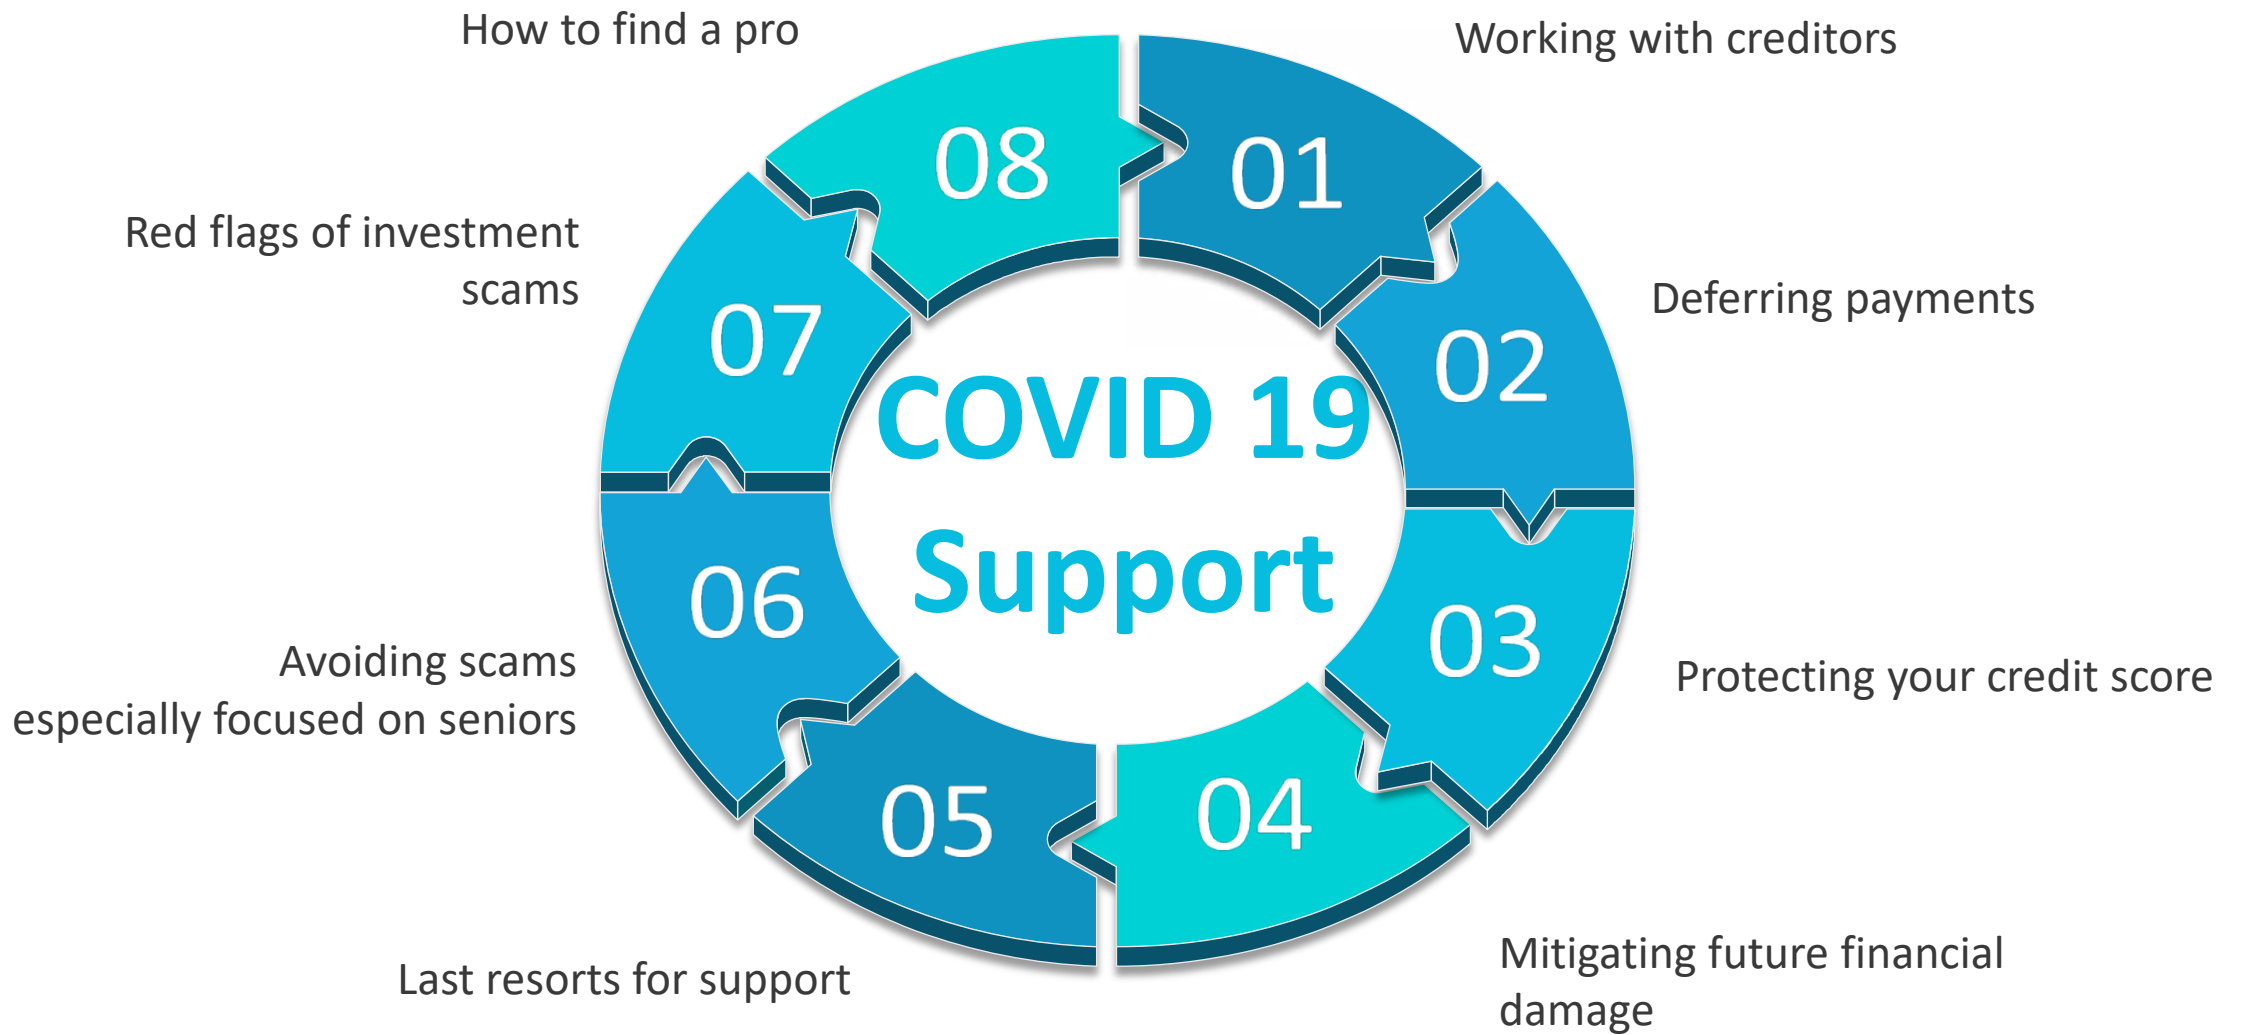 How to find a pro
Working with creditors
08
01
Red flags of investment
scams
Deferring payments
07
02
COVID 19
Support
06
03
Avoiding scams
especially focused on seniors
Protecting your credit score
05
04
Last resorts for support
Mitigating future financial
damage